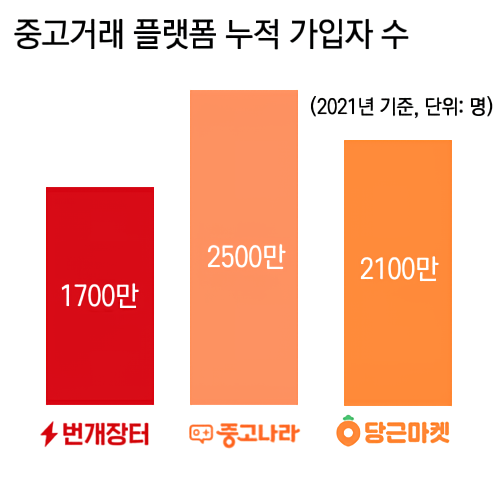 중고거래 플랫폼 누적 가입자 수
(2021년 기준, 단위: 명)
1700만
2500만
2100만
번개장터
중고나라
당근마켓